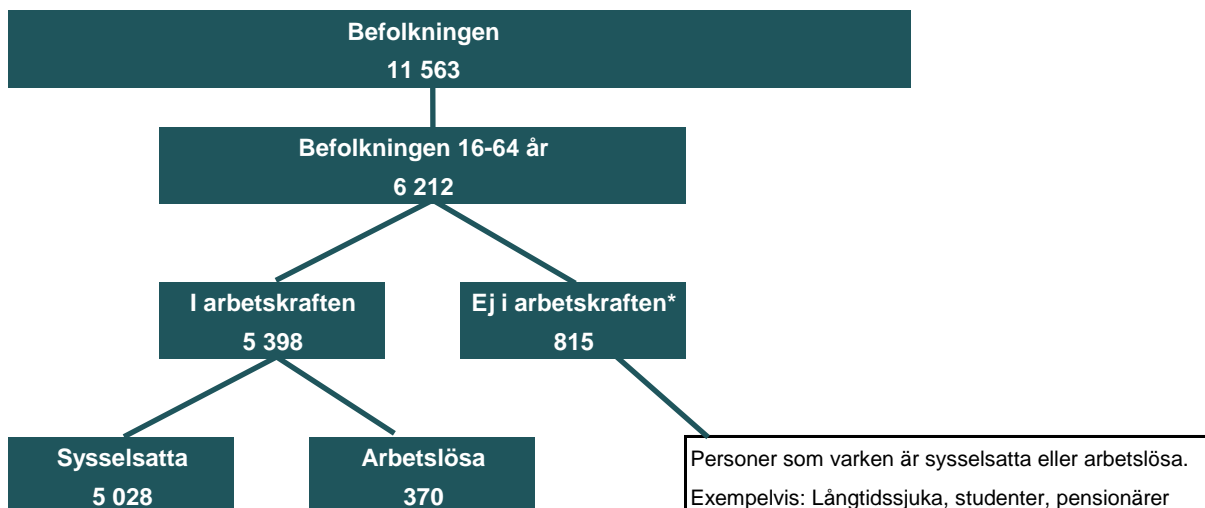 Befolkningen
11 563
Befolkningen 16-64 år
6 212
I arbetskraften
5 398
Ej i arbetskraften*
815
Sysselsatta
5 028
Arbetslösa
370
Personer som varken är sysselsatta eller arbetslösa.
Exempelvis: Långtidssjuka, studenter, pensionärer